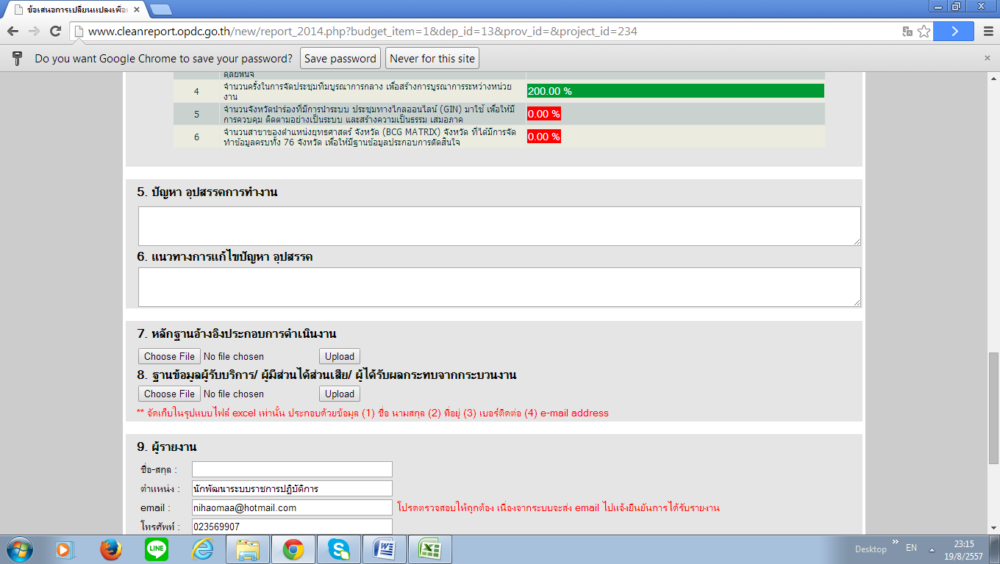 ข้อเสนอการเปลี่ยนแปลงเพื่อ
www.cleanreport.opdc.go.th/new/report_2014.php?budget_item=1&dep_id=13&prov_id=&project_id=234
Do you want Google Chrome to save your password? Save password Never for this site
ดุลยพินิจ
4 จำนวนครั้งในการจัดประชุมทีมบูรณาการกลาง เพื่อสร้างการบูรณาการระหว่างหน่วย 200.00 %
งาน
5 จำนวนจังหวัดนำร่องที่มีการนำระบบ ประชุมทางไกลออนไลน์ (GIN) มาใช้ เพื่อให้มี 0.00 %
การควบคุม ติดตามอย่างเป็นระบบ และสร้างความเป็นธรรม เสมอภาค
6 จำนวนสาขาของตำแหน่งยุทธศาสตร์ จังหวัด (BCG MATRIX) จังหวัด ที่ได้มีการจัด 0.00 %
ทำข้อมูลครบทั้ง 76 จังหวัด เพื่อให้มีฐานข้อมูลประกอบการตัดสินใจ
5. ปัญหา อุปสรรคการทำงาน
6. แนวทางการแก้ไขปัญหา อุปสรรค
7. หลักฐานอ้างอิงประกอบการดำเนินงาน
Choose File No file chosen Upload
8. ฐานข้อมูลผู้รับบริการ/ ผู้มีส่วนได้ส่วนเสีย/ ผู้ได้รับผลกระทบจากกระบวนงาน
Choose File No file chosen Upload
** จัดเก็บในรูปแบบไฟล์ excel เท่านั้น ประกอบด้วยข้อมูล (1) ชื่อ นามสกุล (2) ที่อยู่ (3) เบอร์ติดต่อ (4) e-mail address
9. ผู้รายงาน
ชื่อ-สกุล :
ตำแหน่ง : นักพัฒนาระบบราชการปฏิบัติการ
email : nihaomaa@hotmail.com โปรดตรวจสอบให้ถูกต้อง เนื่องจากระบบจะส่ง email ไปแจ้งยืนยันการได้รับรายงาน
โทรศัพท์ : 023569907
LINE
Desktop EN 23:15
19/8/2557